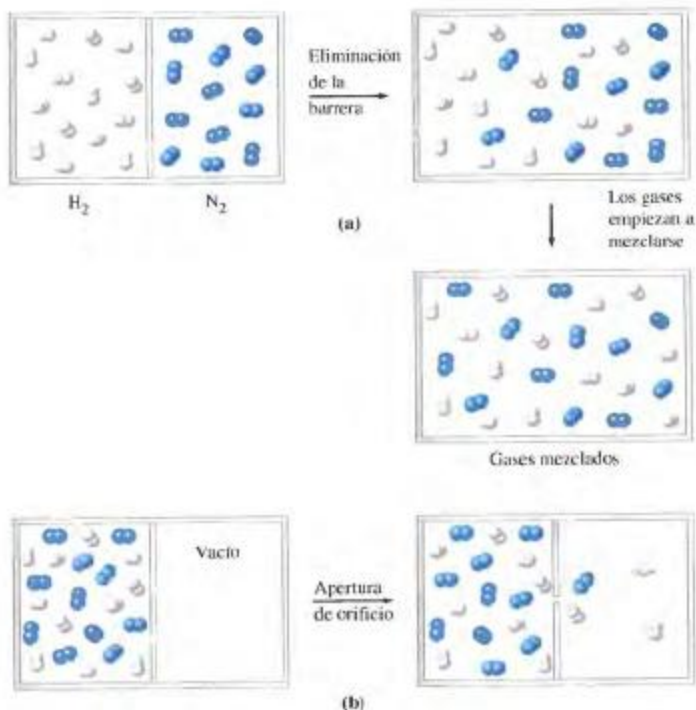 Eliminación
de la
barrera
H₂
N₂
(a)
Los gases
empiezan a
mezclarse
Gases mezclados
Vacío
Apertura
de orificio
(b)